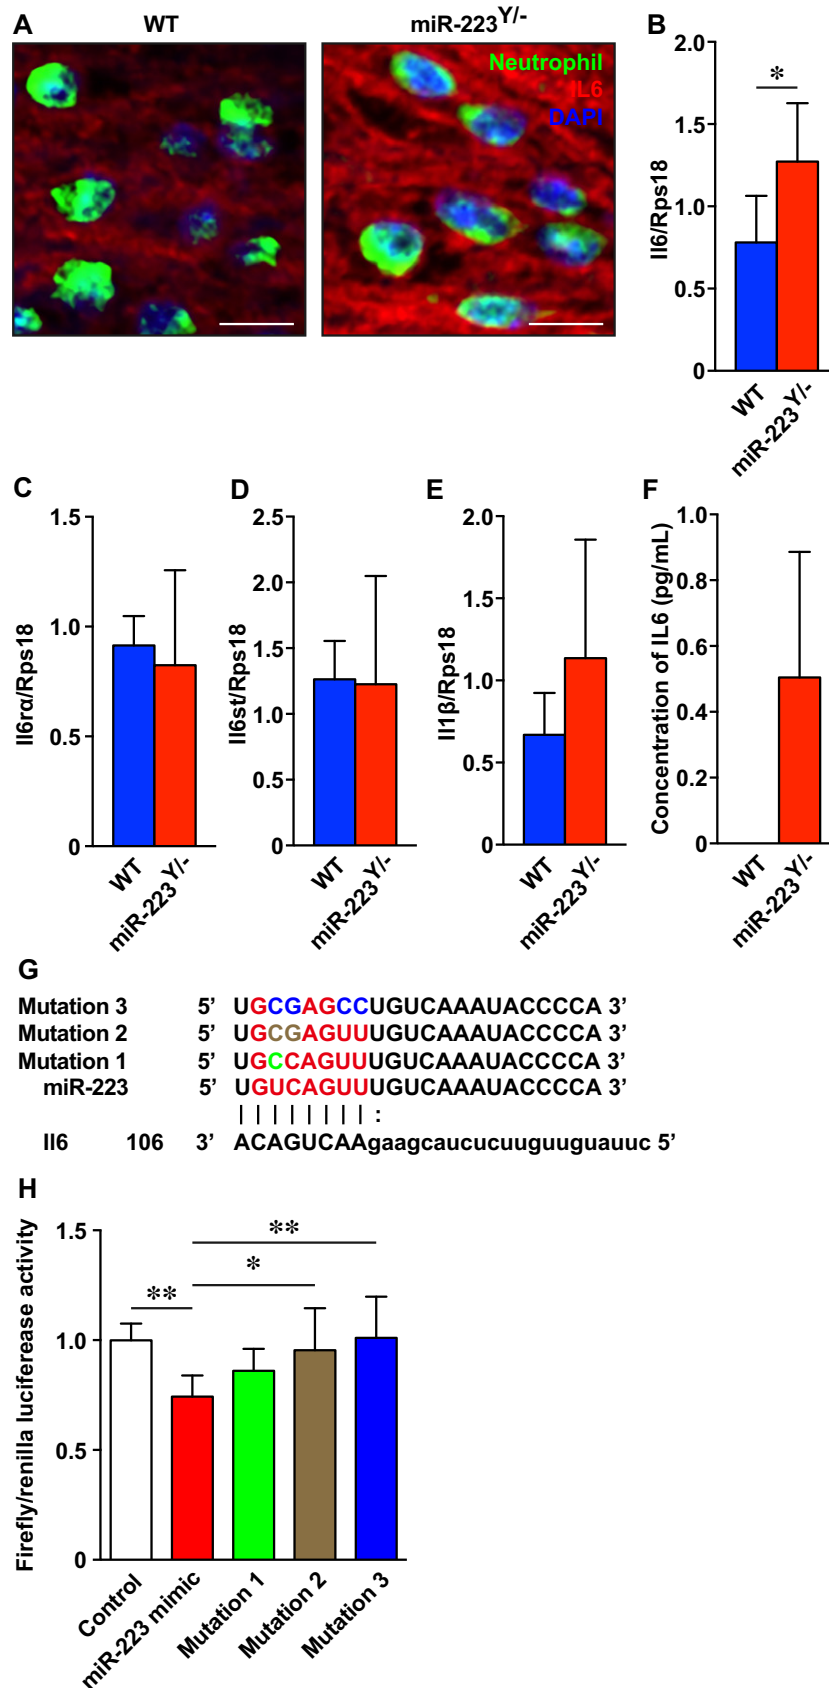 A
WT
miR-223Y/-
Neutrophil
IL6
DAPI
B
Il6/Rps18
2.0
1.5
1.0
0.5
0
*
WT
miR-223Y/-
C
Il6rα/Rps18
1.5
1.0
0.5
0
WT
miR-223Y/-
D
Il6st/Rps18
2.5
2.0
1.5
1.0
0.5
0
WT
miR-223Y/-
E
Il1β/Rps18
2.0
1.5
1.0
0.5
0
WT
miR-223Y/-
F
Concentration of IL6 (pg/mL)
1.0
0.8
0.6
0.4
0.2
0
WT
miR-223Y/-
G
Mutation 3 5’ UGCGAGCCUGUCAAAUACCCCA 3’
Mutation 2 5’ UGCGAGUUUGUCAAAUACCCCA 3’
Mutation 1 5’ UGCCAGUUUGUCAAAUACCCCA 3’
miR-223 5’ UGUCAGUUUGUCAAAUACCCCA 3’
| | | | | | | | :
Il6 106 3’ ACAGUCAAgaagcaucucuuguuguauuc 5’
H
Firefly/renilla luciferease activity
1.5
1.0
0.5
0
**
*
**
Control
miR-223 mimic
Mutation 1
Mutation 2
Mutation 3